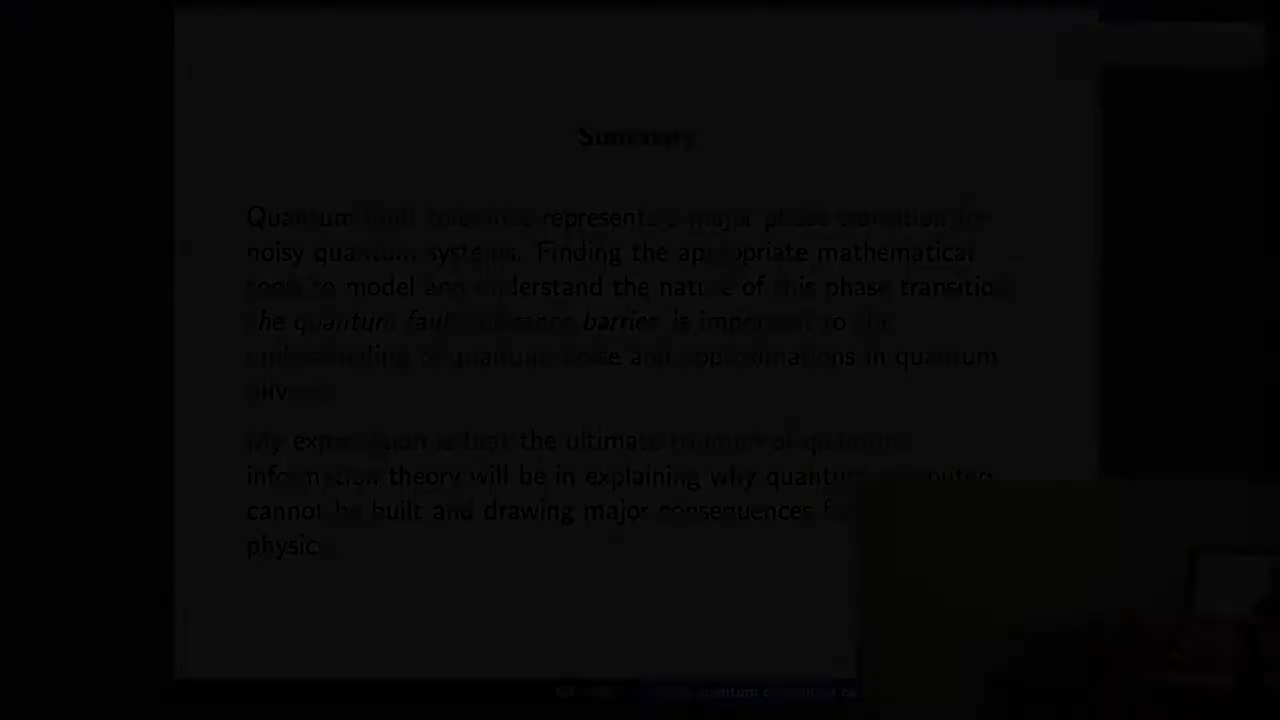 Summary
Quantum fault tolerance represents a major phase transition for
noisy quantum systems. Finding the appropriate mathematical
tools to model and understand the nature of this phase transition
the quantum fault tolerance barrier is important to the
understanding of quantum noise and approximations in quantum
physics.
My expectation is that the ultimate triumph of quantum
information theory will be in explaining why quantum computers
cannot be built and drawing major consequences
physics
quantum